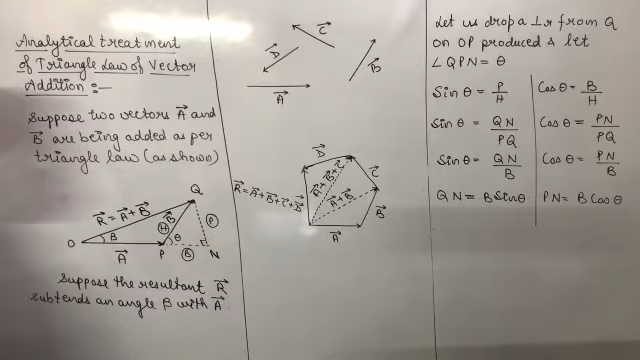 Analytical treatment
of Triangle Law of Vector
Addition :—
Suppose two vectors A⃗ and
B⃗ are being added as per
triangle law (as shown)
Q
R⃗ = A⃗ + B⃗
B⃗
(P)
(H)
O
β
θ
A⃗
P
(B)
N
Suppose the resultant R⃗
subtends an angle β with A⃗.
C⃗
D⃗
B⃗
A⃗
D⃗
C⃗
R⃗ = A⃗+B⃗+C⃗+D⃗
A⃗+B⃗+C⃗
A⃗+B⃗
B⃗
A⃗
Let us drop a ⊥r from Q
on OP produced & let
∠QPN = θ
Sin θ = P/H
Cos θ = B/H
Sin θ = QN/PQ
Cos θ = PN/PQ
Sin θ = QN/B
Cos θ = PN/B
QN = B Sin θ
PN = B Cos θ